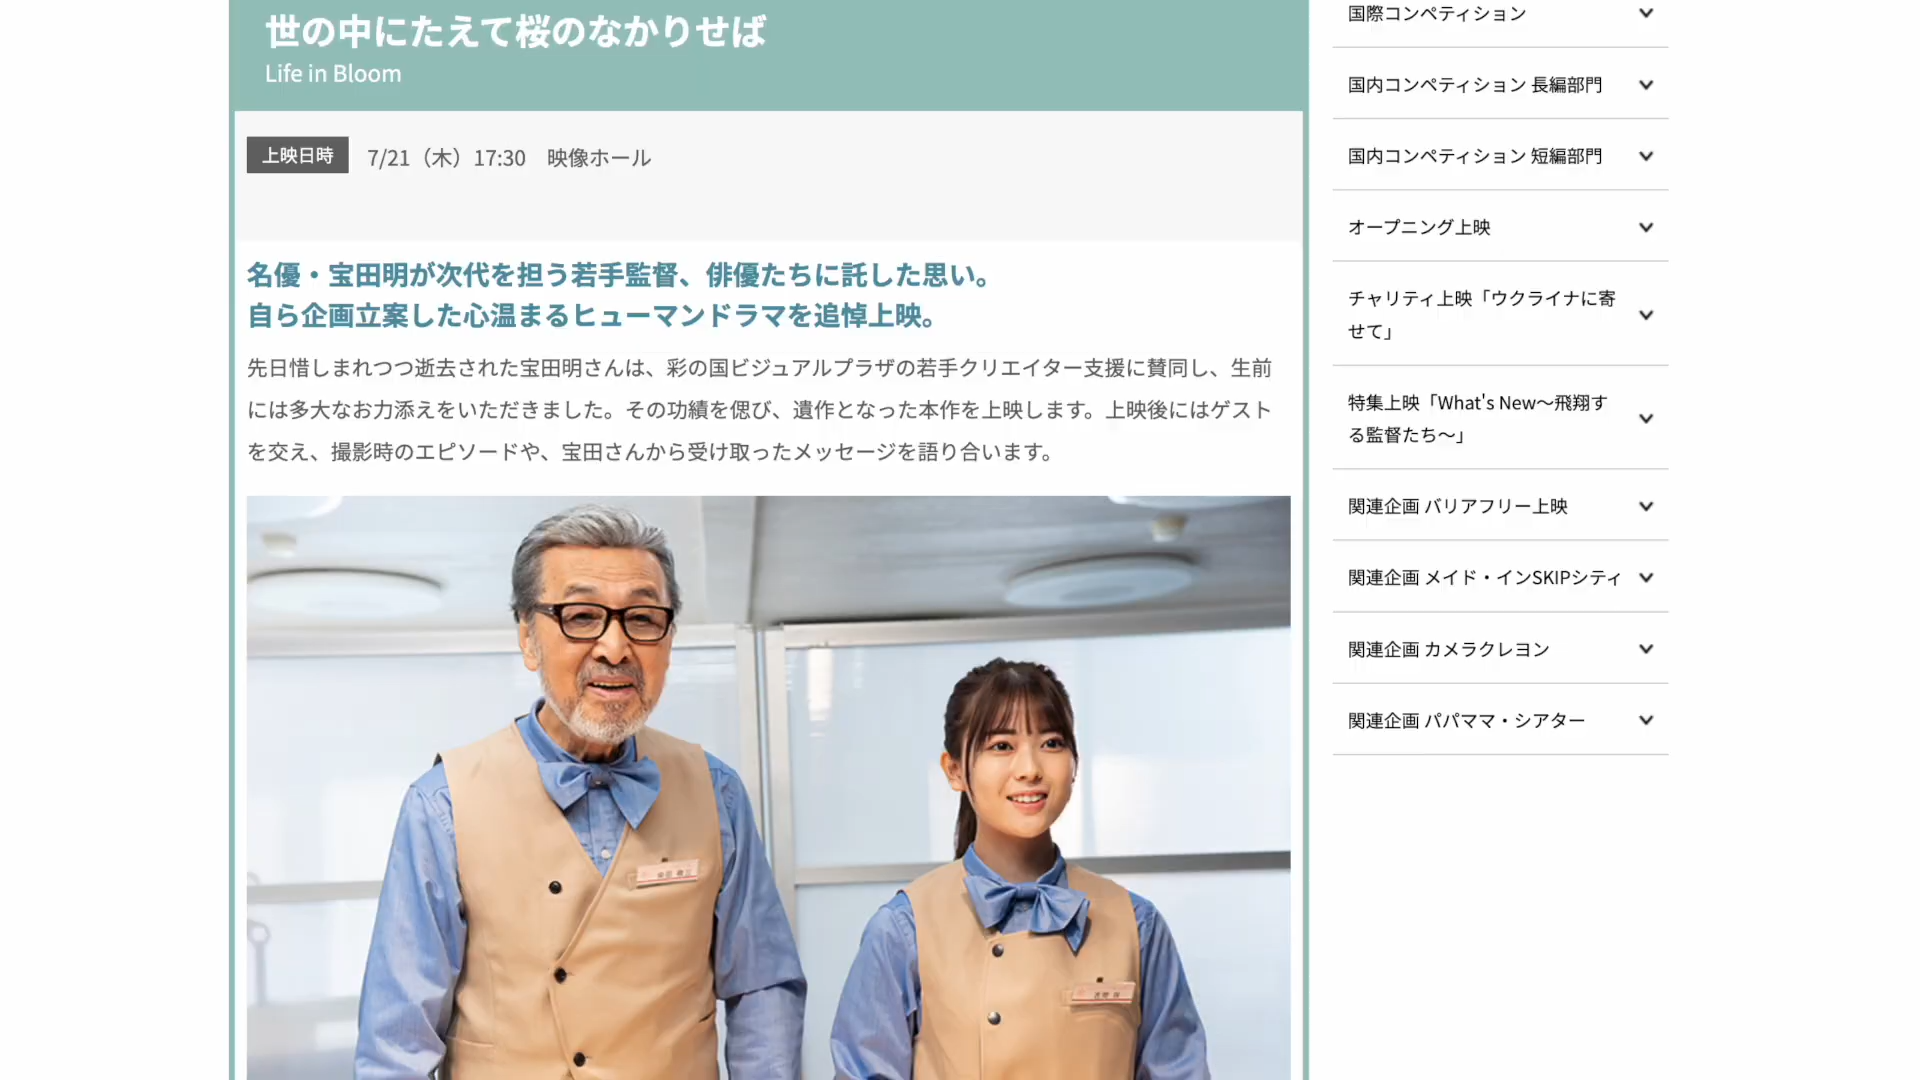 世の中にたえて桜のなかりせば
Life in Bloom
上映日時
7/21（木）17:30　映像ホール
名優・宝田明が次代を担う若手監督、俳優たちに託した思い。
自ら企画立案した心温まるヒューマンドラマを追悼上映。
先日惜しまれつつ逝去された宝田明さんは、彩の国ビジュアルプラザの若手クリエイター支援に賛同し、生前
には多大なお力添えをいただきました。その功績を偲び、遺作となった本作を上映します。上映後にはゲスト
を交え、撮影時のエピソードや、宝田さんから受け取ったメッセージを語り合います。
国際コンペティション
国内コンペティション 長編部門
国内コンペティション 短編部門
オープニング上映
チャリティ上映「ウクライナに寄
せて」
特集上映「What's New〜飛翔す
る監督たち〜」
関連企画 バリアフリー上映
関連企画 メイド・インSKIPシティ
関連企画 カメラクレヨン
関連企画 パパママ・シアター